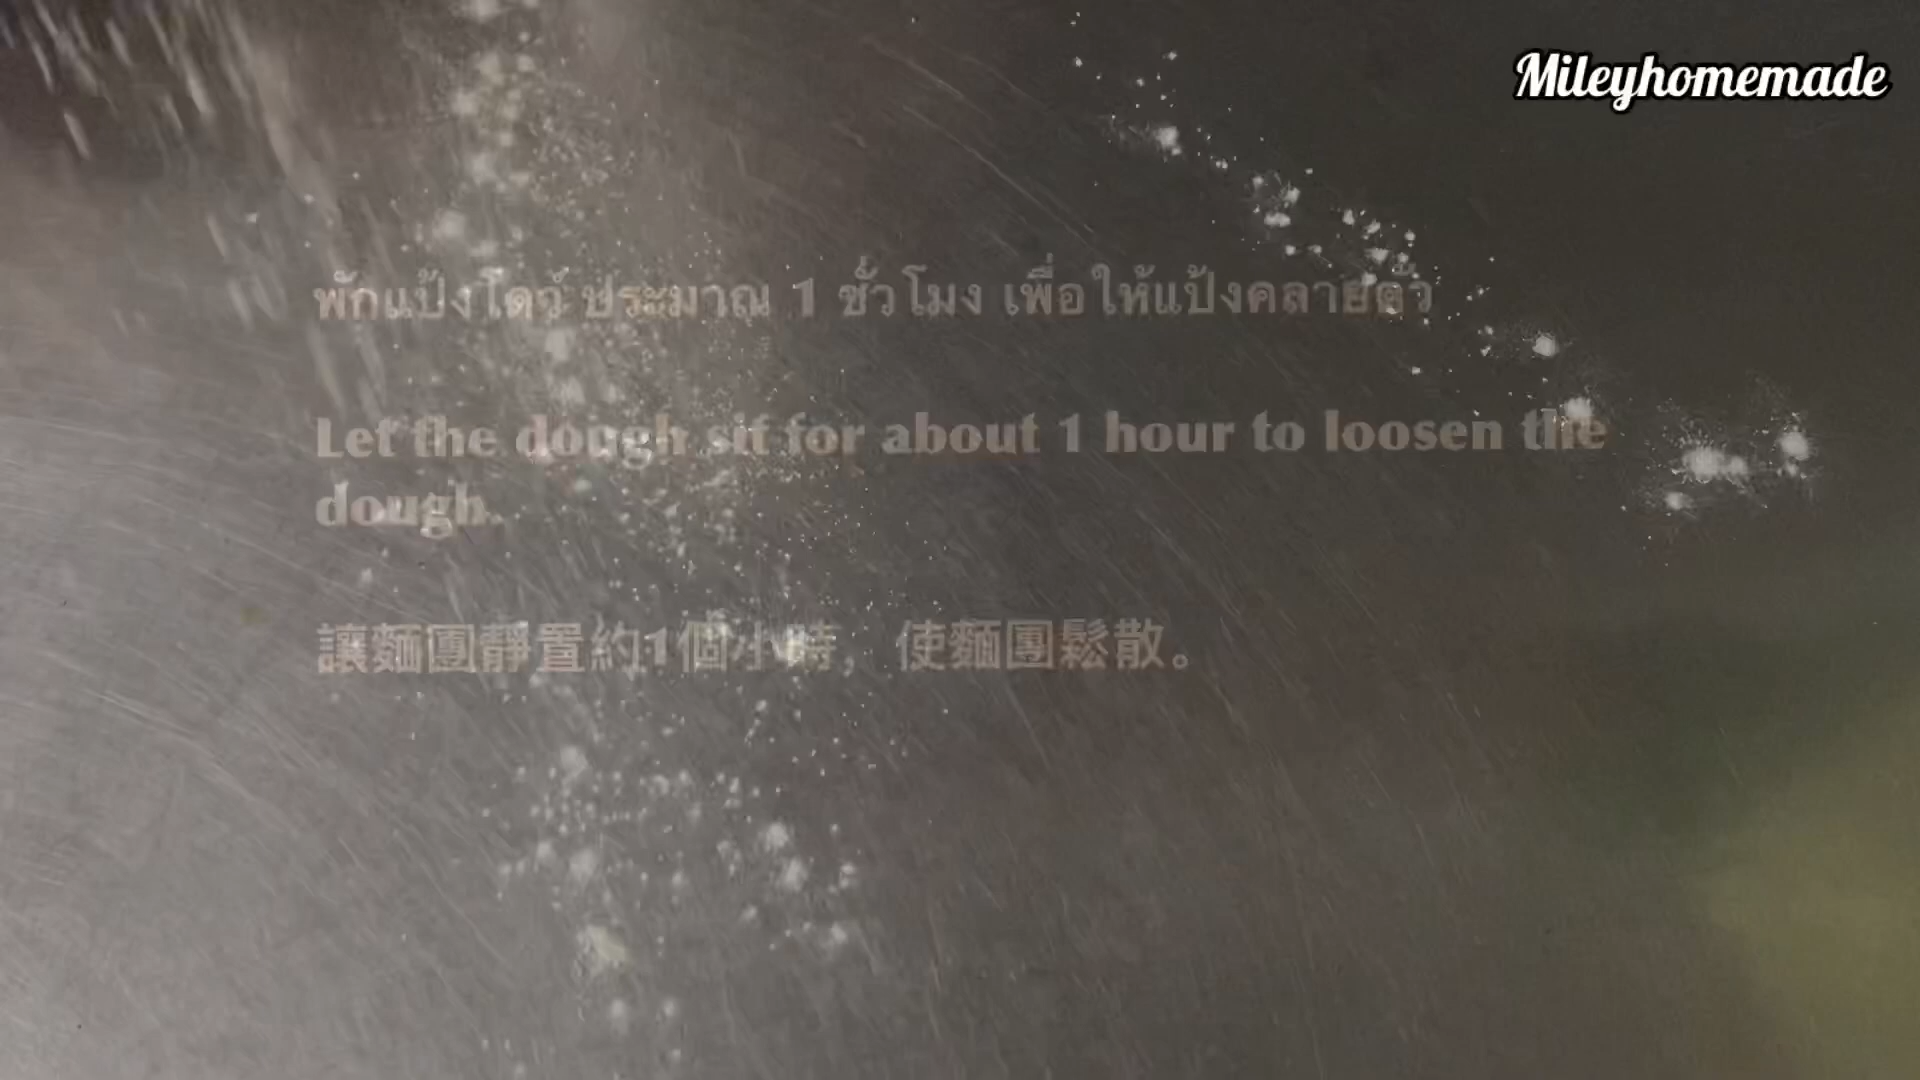 Mileyhomemade
พักแป้งโดว์ ประมาณ 1 ชั่วโมง เพื่อให้แป้งคลายตัว
Let the dough sit for about 1 hour to loosen the
dough.
讓麵團靜置約1個小時， 使麵團鬆散。